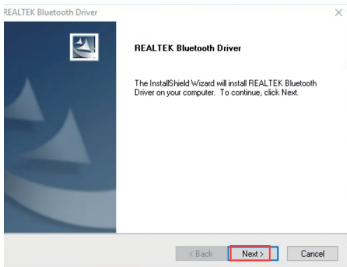 REALTEK Bluetooth Driver
REALTEK Bluetooth Driver
The InstallShield Wizard will install REALTEK Bluetooth
Driver on your computer. To continue, click Next.
< Back
Next >
Cancel